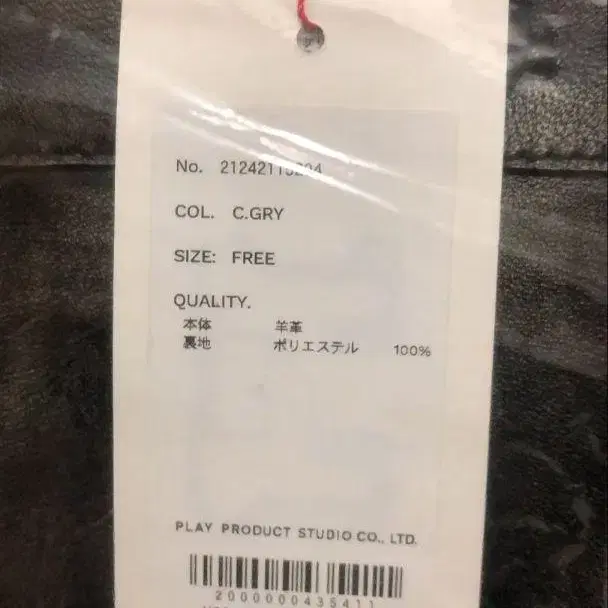 No.
COL. C.GRY
SIZE: FREE
QUALITY.
本体 羊革
裏地 ポリエステル 100%
PLAY PRODUCT STUDIO CO., LTD.
2000000435411